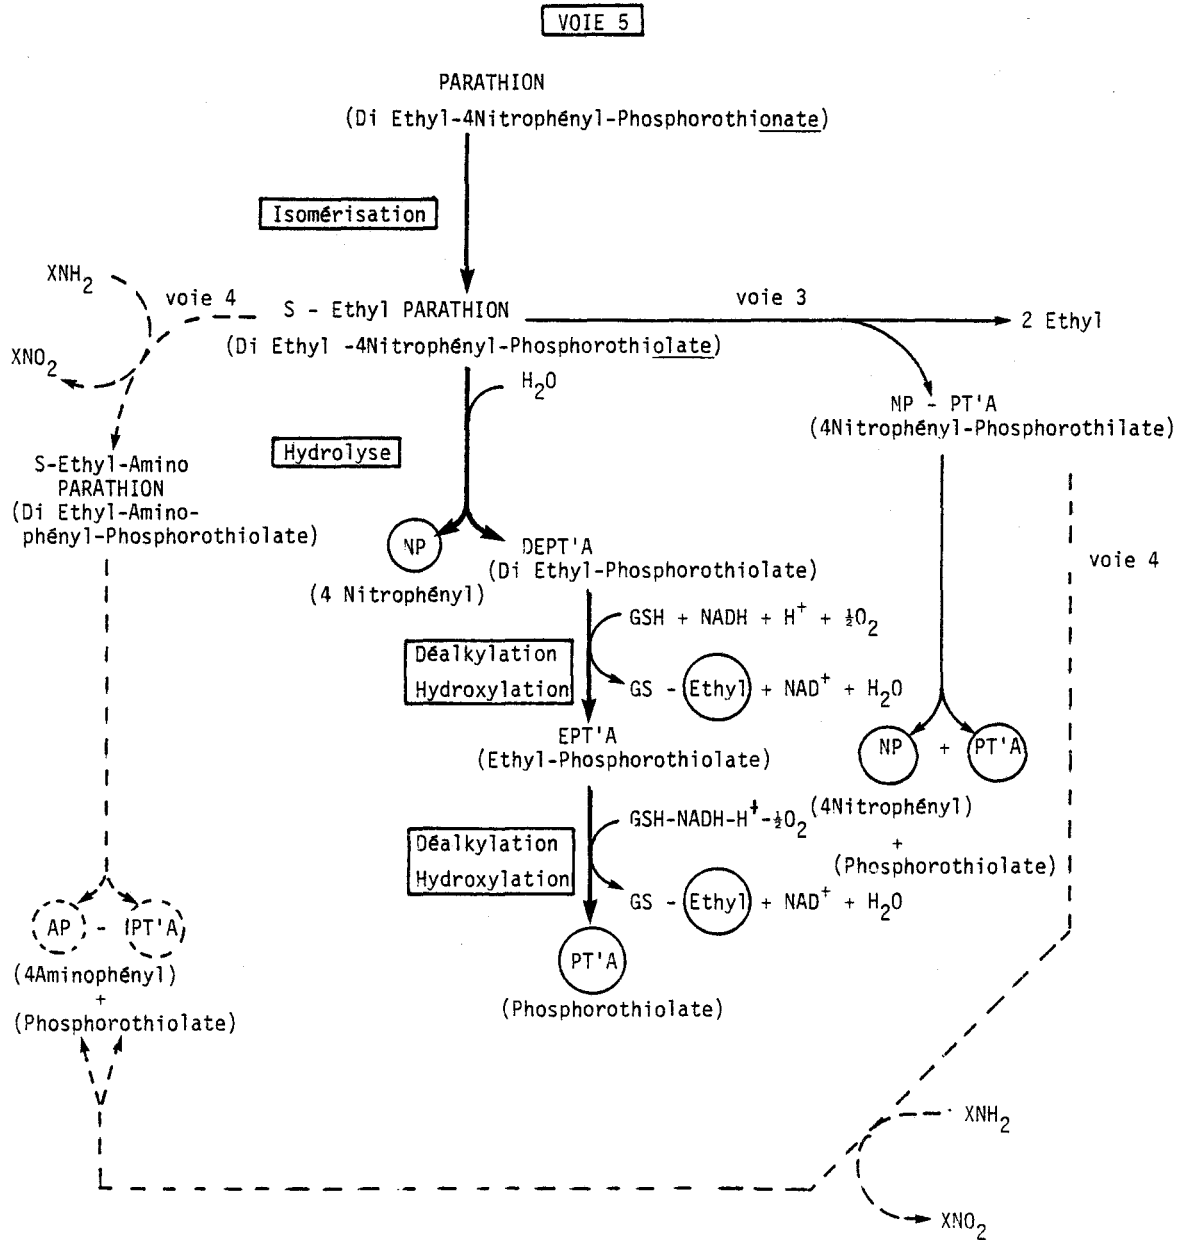 VOIE 5
PARATHION
(Di Ethyl-4Nitrophényl-Phosphorothionate)
Isomérisation
XNH2
voie 4
S - Ethyl PARATHION
voie 3
2 Ethyl
(Di Ethyl -4Nitrophényl-Phosphorothiolate)
XNO2
H2O
NP - PT'A
(4Nitrophényl-Phosphorothilate)
Hydrolyse
S-Ethyl-Amino
PARATHION
(Di Ethyl-Amino-
phényl-Phosphorothiolate)
NP
DEPT'A
(Di Ethyl-Phosphorothiolate)
(4 Nitrophényl)
voie 4
GSH + NADH + H+ + ½O2
Déalkylation
Hydroxylation
GS - Ethyl + NAD+ + H2O
EPT'A
(Ethyl-Phosphorothiolate)
NP + PT'A
(4Nitrophényl)
+
(Phosphorothiolate)
GSH-NADH-H+-½O2
Déalkylation
Hydroxylation
GS - Ethyl + NAD+ + H2O
AP - PT'A
(4Aminophényl)
+
(Phosphorothiolate)
PT'A
(Phosphorothiolate)
XNH2
XNO2